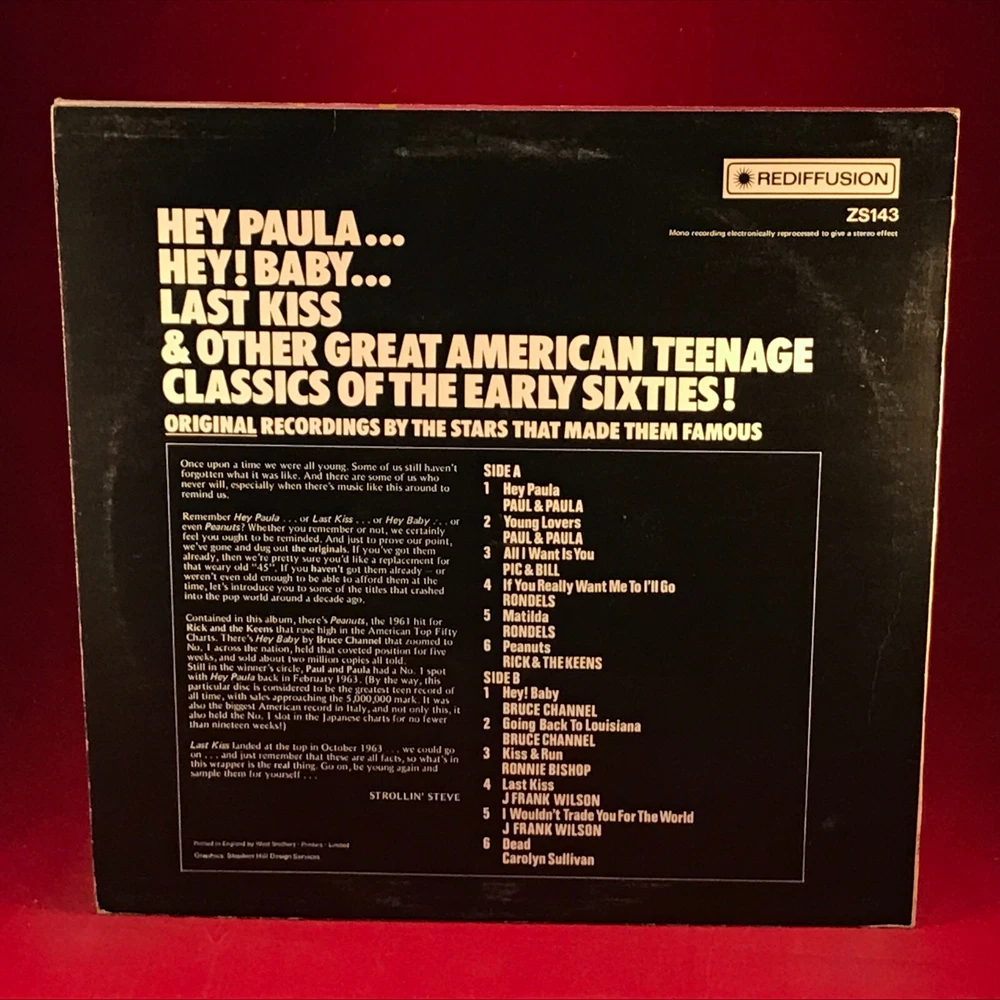 REDIFFUSION
ZS143
Mono recording electronically reprocessed to give a stereo effect
HEY PAULA...
HEY! BABY...
LAST KISS
& OTHER GREAT AMERICAN TEENAGE
CLASSICS OF THE EARLY SIXTIES!
ORIGINAL RECORDINGS BY THE STARS THAT MADE THEM FAMOUS
Once upon a time we were all young. Some of us still haven't
forgotten what it was like. And there are some of us who
never will, especially when there's music like this around to
remind us.
Remember Hey Paula . . . or Last Kiss . . . or Hey Baby . . . or
even Peanuts? Whether you remember or not, we certainly
feel you ought to be reminded. And just to prove our point,
we've gone and dug out the originals. If you've got them
already, then we're pretty sure you'd like a replacement for
that weary old "45". If you haven't got them already – or
weren't even old enough to be able to afford them at the
time, let's introduce you to some of the titles that crashed
into the pop world around a decade ago.
Contained in this album, there's Peanuts, the 1961 hit for
Rick and the Keens that rose high in the American Top Fifty
Charts. There's Hey Baby by Bruce Channel that zoomed to
No. 1 across the nation, held that coveted position for five
weeks, and sold about two million copies all told.
Still in the winner's circle, Paul and Paula had a No. 1 spot
with Hey Paula back in February 1963. (By the way, this
particular disc is considered to be the greatest teen record of
all time, with sales approaching the 5,000,000 mark. It was
also the biggest American record in Italy, and not only this, it
also held the No. 1 slot in the Japanese charts for no fewer
than nineteen weeks!)
Last Kiss landed at the top in October 1963 . . . we could go
on . . . and just remember that these are all facts, so what's in
this wrapper is the real thing. Go on, be young again and
sample them for yourself . . .
STROLLIN' STEVE
Printed in England by West Brothers · Printers · Limited
Graphics Shadern Hill Design Services
SIDE A
1 Hey Paula
PAUL & PAULA
2 Young Lovers
PAUL & PAULA
3 All I Want Is You
PIC & BILL
4 If You Really Want Me To I'll Go
RONDELS
5 Matilda
RONDELS
6 Peanuts
RICK & THE KEENS
SIDE B
1 Hey! Baby
BRUCE CHANNEL
2 Going Back To Louisiana
BRUCE CHANNEL
3 Kiss & Run
RONNIE BISHOP
4 Last Kiss
J FRANK WILSON
5 I Wouldn't Trade You For The World
J FRANK WILSON
6 Dead
Carolyn Sullivan